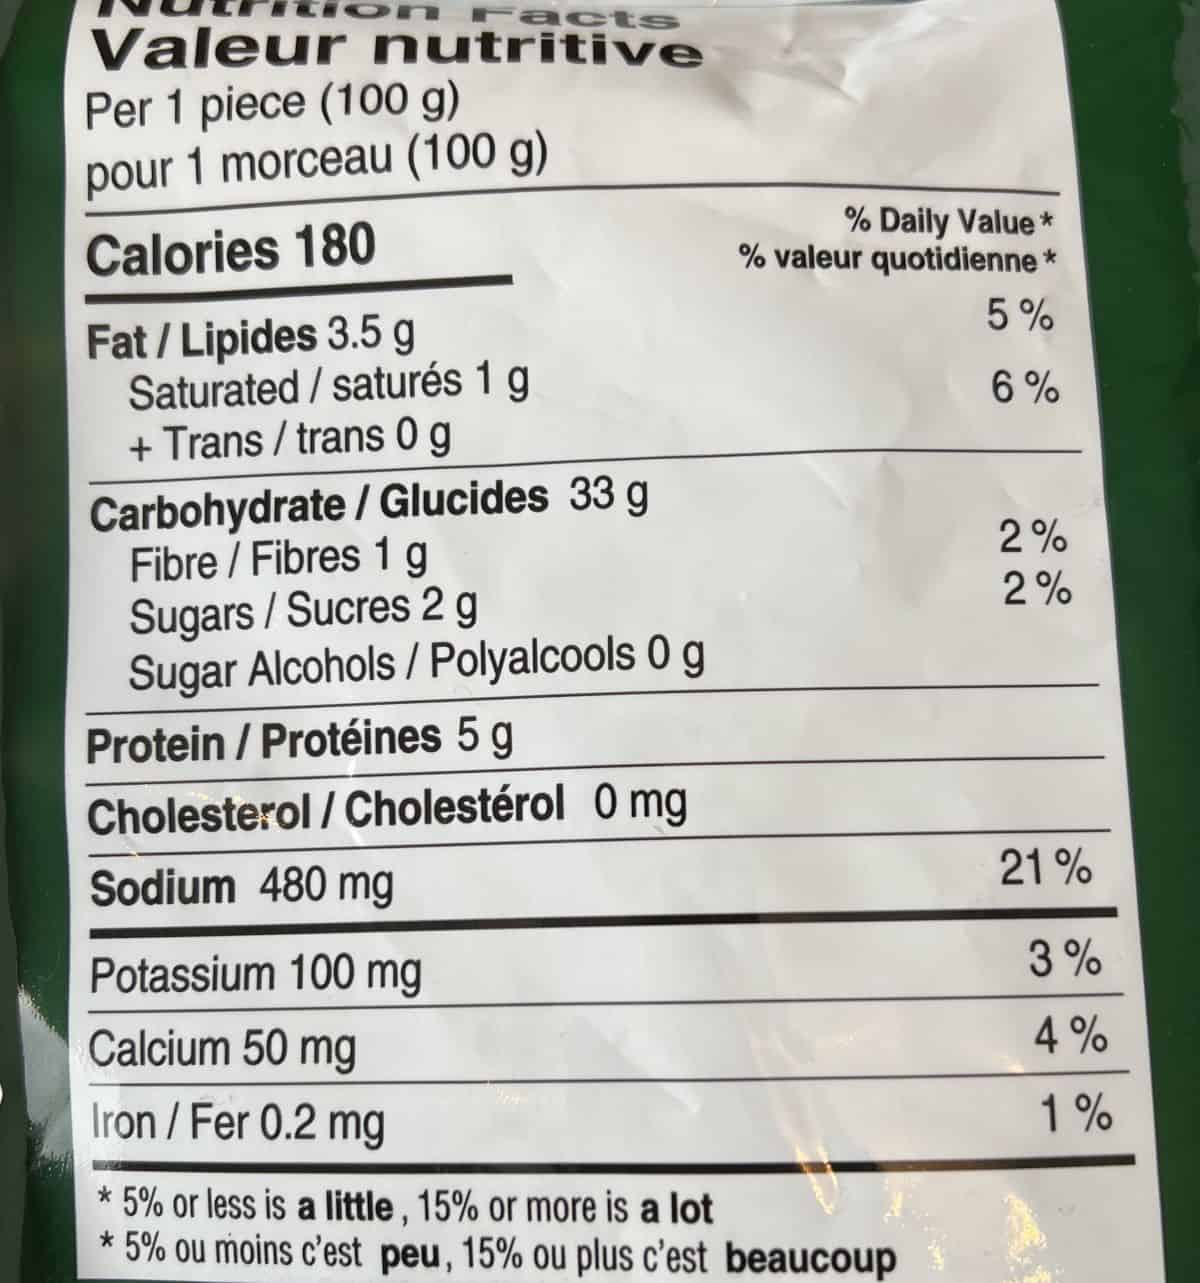 Nutrition Facts
Valeur nutritive
Per 1 piece (100 g)
pour 1 morceau (100 g)
Calories 180
% Daily Value *
% valeur quotidienne *
Fat / Lipides 3.5 g 5 %
Saturated / saturés 1 g 6 %
+ Trans / trans 0 g
Carbohydrate / Glucides 33 g
Fibre / Fibres 1 g 2 %
Sugars / Sucres 2 g 2 %
Sugar Alcohols / Polyalcools 0 g
Protein / Protéines 5 g
Cholesterol / Cholestérol 0 mg
Sodium 480 mg 21 %
Potassium 100 mg 3 %
Calcium 50 mg 4 %
Iron / Fer 0.2 mg 1 %
* 5% or less is a little, 15% or more is a lot
* 5% ou moins c'est peu, 15% ou plus c'est beaucoup